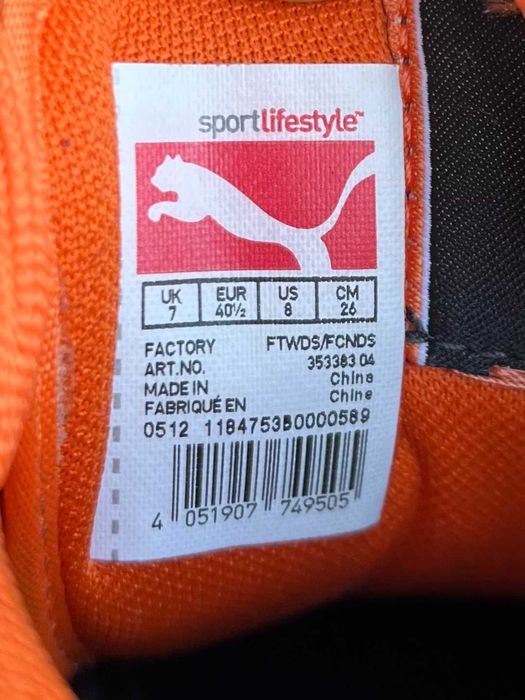 sportlifestyle™
UK EUR US CM
7 40½ 8 26
FACTORY FTWDS/FCNDS
ART.NO. 353383 04
MADE IN China
FABRIQUÉ EN Chine
0512 1184753B0000589
4 051907 749505